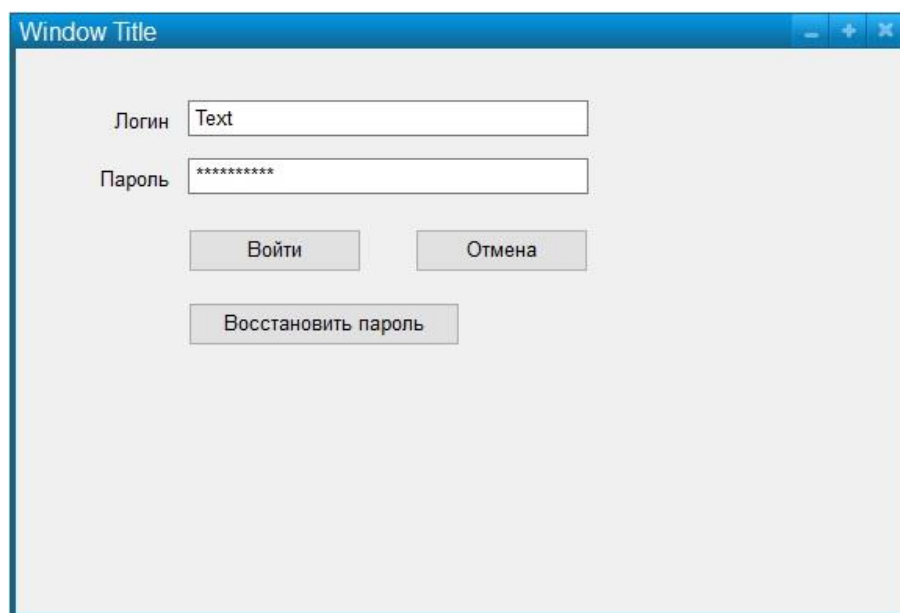 Window Title
Логин Text
Пароль **********
Войти Отмена
Восстановить пароль